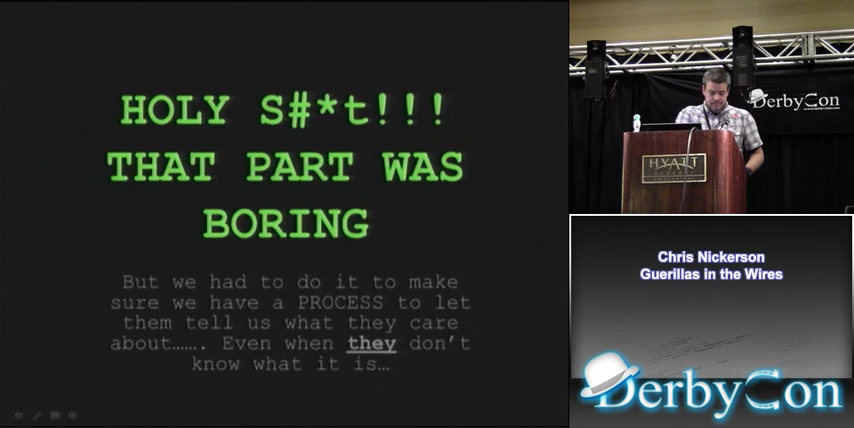 HOLY S#*t!!!
THAT PART WAS
BORING
But we had to do it to make
sure we have a PROCESS to let
them tell us what they care
about……. Even when they don't
know what it is…
DerbyCon
HYATT
Chris Nickerson
Guerillas in the Wires
DerbyCon